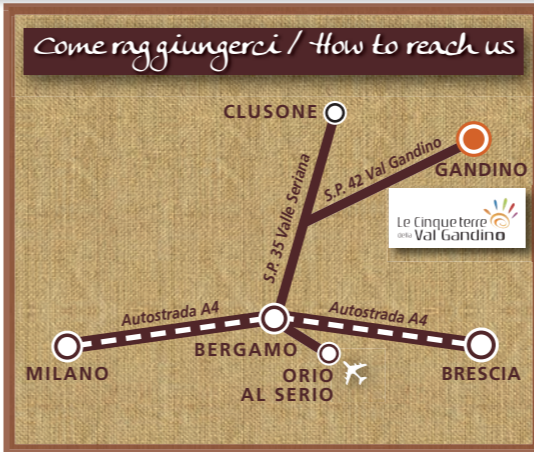 Come raggiungerci / How to reach us
CLUSONE
S.P. 42 Val Gandino
GANDINO
S.P. 35 Valle Seriana
Le Cinque terre
della Val Gandino
Autostrada A4
Autostrada A4
BERGAMO
MILANO
ORIO
AL SERIO
BRESCIA